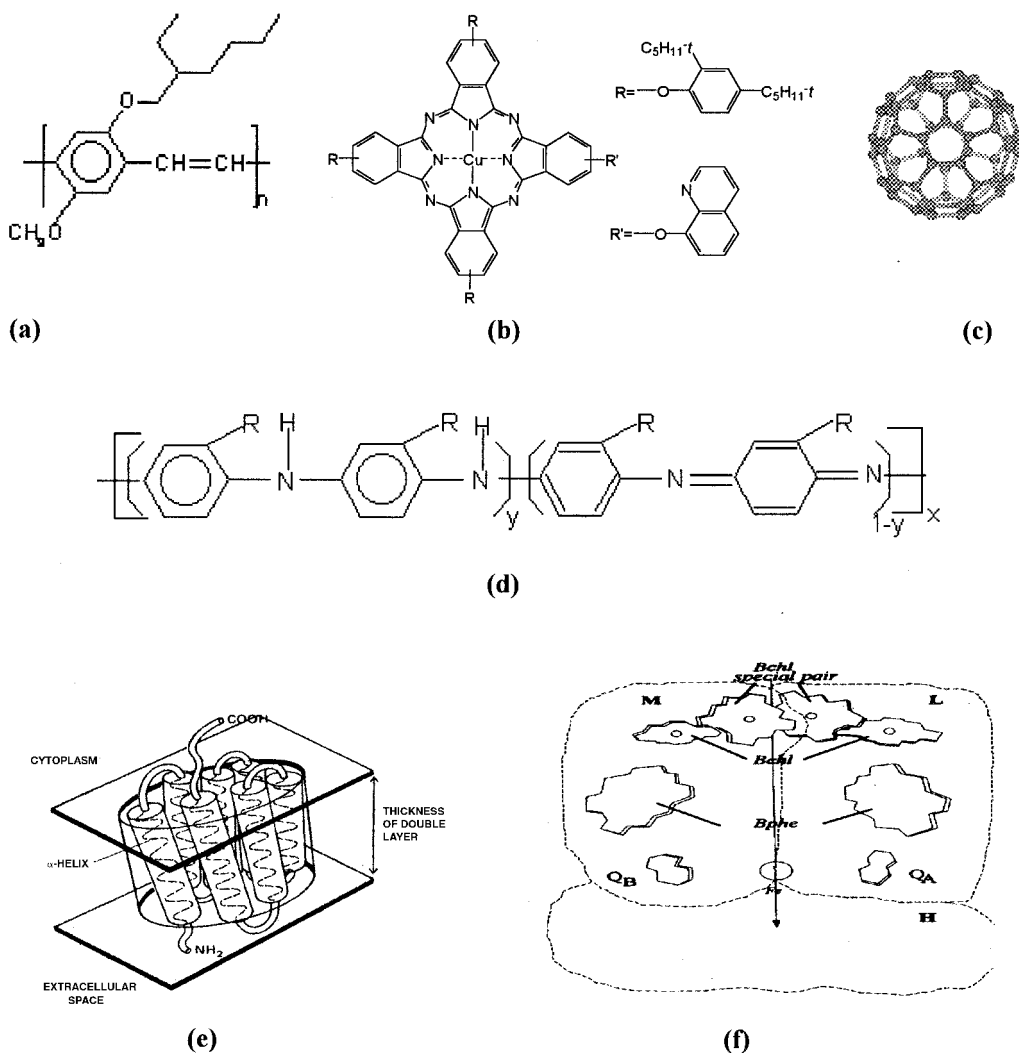 O
CH=CH
n
CH3O
(a)
R
N
N
N
N
Cu
N
N
N
N
R
R'
R
C5H11-t
R=
O
C5H11-t
N
R'=
O
(b)
(c)
R
H
N
R
H
N
y
R
N
R
N
1-y
x
(d)
COOH
CYTOPLASM
THICKNESS
OF DOUBLE
LAYER
α-HELIX
NH2
EXTRACELLULAR
SPACE
(e)
Bchl
special pair
M
L
Bchl
Bphe
QB
QA
Fe
H
(f)